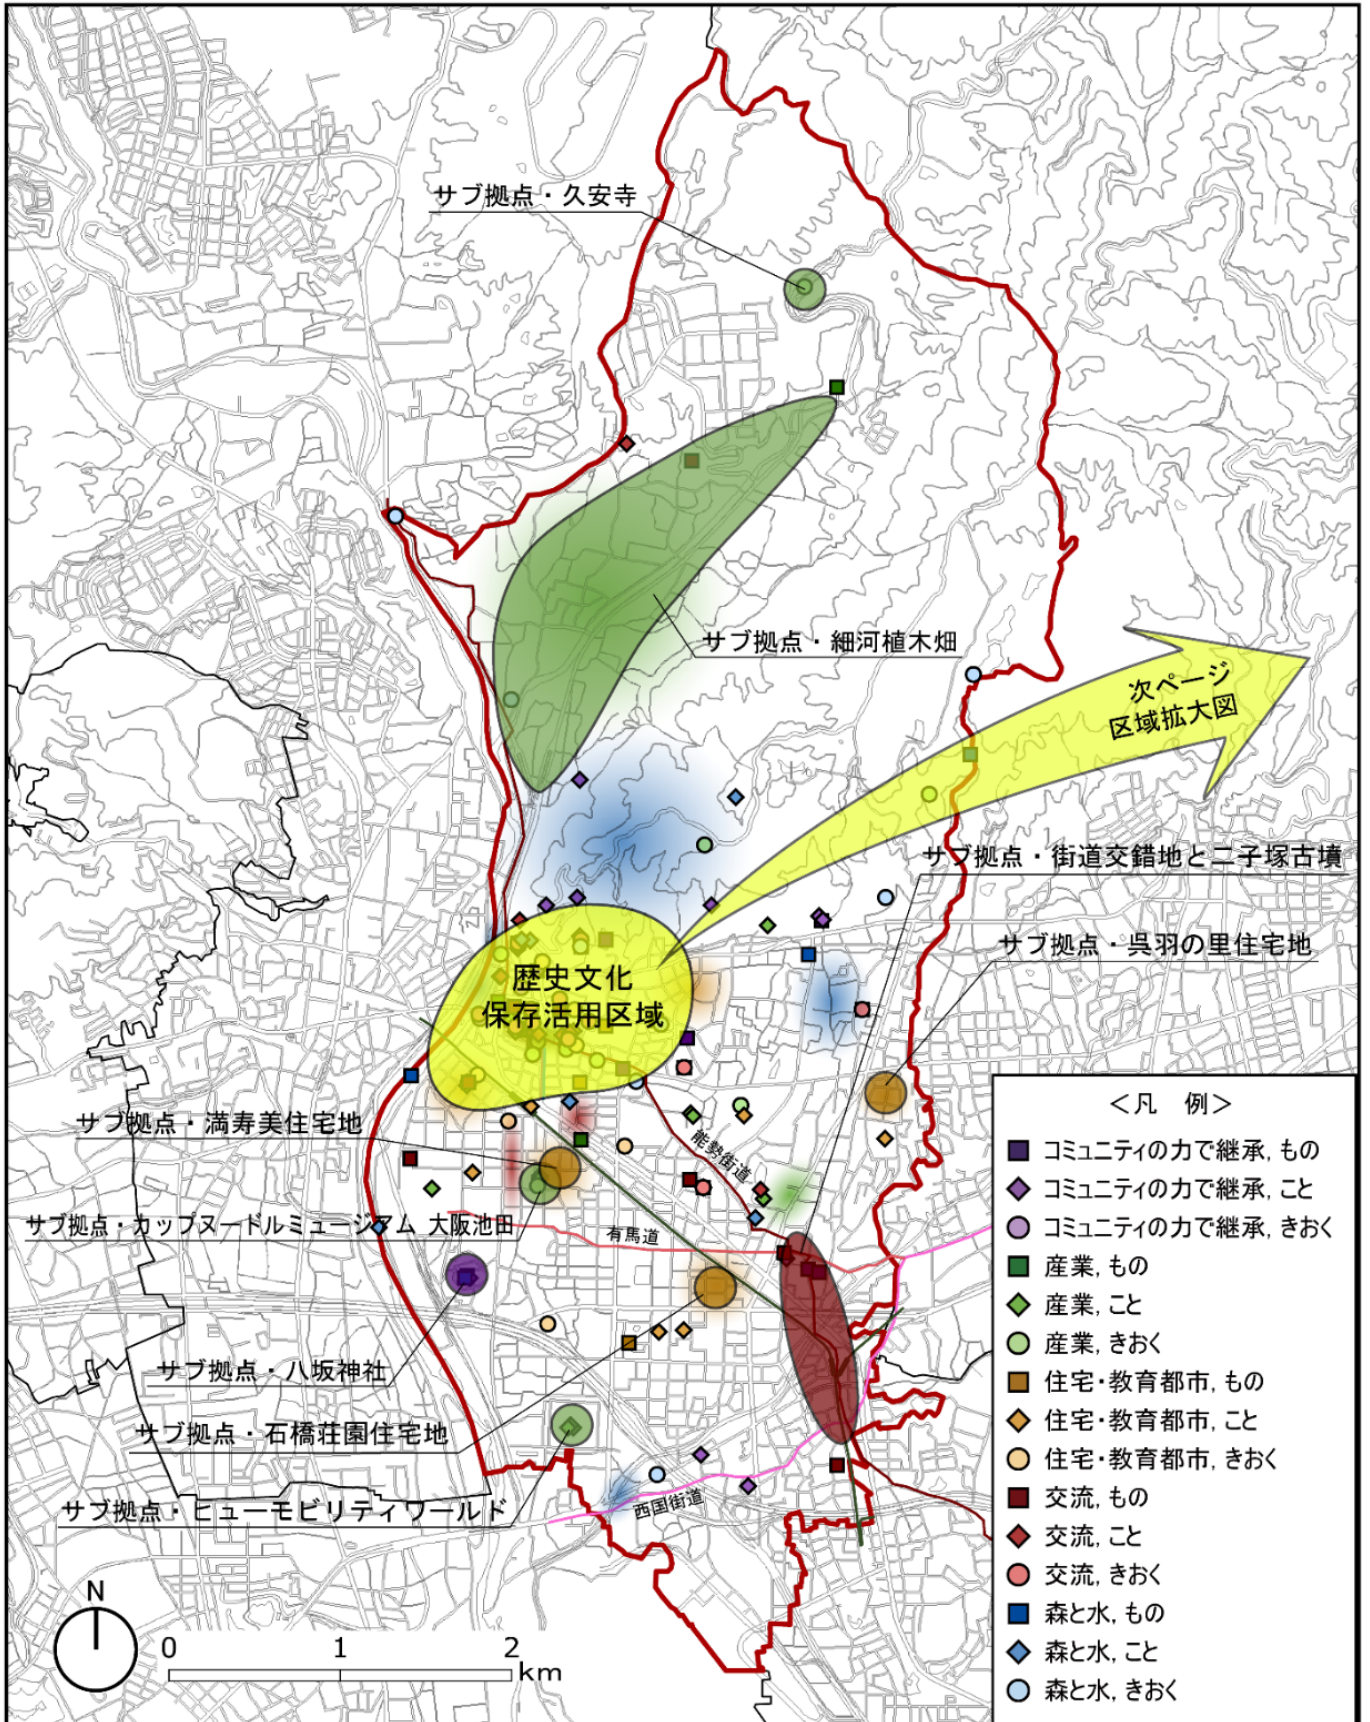 サブ拠点・久安寺
サブ拠点・細河植木畑
次ページ
区域拡大図
サブ拠点・街道交錯地と二子塚古墳
サブ拠点・呉羽の里住宅地
歴史文化
保存活用区域
サブ拠点・満寿美住宅地
能勢街道
サブ拠点・カップヌードルミュージアム 大阪池田
有馬道
サブ拠点・八坂神社
サブ拠点・石橋荘園住宅地
サブ拠点・ヒューモビリティワールド
西国街道
N
0 1 2
km
＜凡 例＞
コミュニティの力で継承, もの
コミュニティの力で継承, こと
コミュニティの力で継承, きおく
産業, もの
産業, こと
産業, きおく
住宅・教育都市, もの
住宅・教育都市, こと
住宅・教育都市, きおく
交流, もの
交流, こと
交流, きおく
森と水, もの
森と水, こと
森と水, きおく